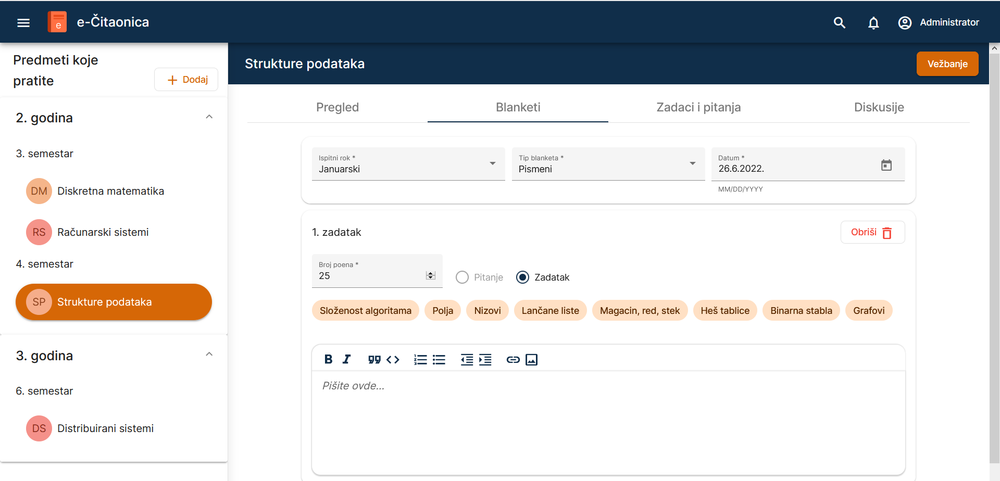 e
e-Čitaonica
Administrator
Predmeti koje
pratite
Dodaj
2. godina
3. semestar
DM Diskretna matematika
RS Računarski sistemi
4. semestar
SP Strukture podataka
3. godina
6. semestar
DS Distribuirani sistemi
Strukture podataka
Vežbanje
Pregled Blanketi Zadaci i pitanja Diskusije
Ispitni rok *
Januarski
Tip blanketa *
Pismeni
Datum *
26.6.2022.
MM/DD/YYYY
1. zadatak
Obriši
Broj poena *
25
Pitanje Zadatak
Složenost algoritama Polja Nizovi Lančane liste Magacin, red, stek Heš tablice Binarna stabla Grafovi
Pišite ovde...